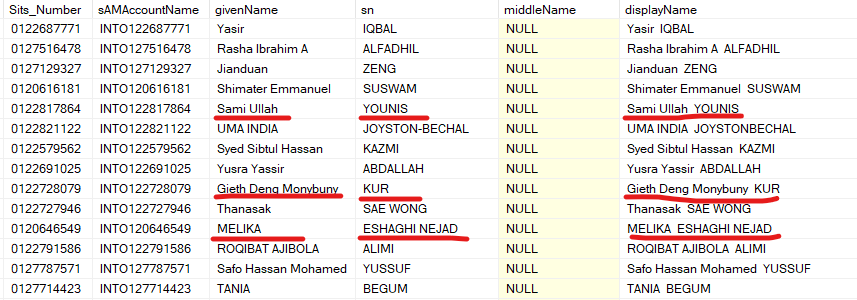 Sits_Number sAMAccountName givenName sn middleName displayName
0122687771 INTO122687771 Yasir IQBAL NULL Yasir  IQBAL
0127516478 INTO127516478 Rasha Ibrahim A ALFADHIL NULL Rasha Ibrahim A  ALFADHIL
0127129327 INTO127129327 Jianduan ZENG NULL Jianduan  ZENG
0120616181 INTO120616181 Shimater Emmanuel SUSWAM NULL Shimater Emmanuel  SUSWAM
0122817864 INTO122817864 Sami Ullah YOUNIS NULL Sami Ullah  YOUNIS
0122821122 INTO122821122 UMA INDIA JOYSTON-BECHAL NULL UMA INDIA  JOYSTONBECHAL
0122579562 INTO122579562 Syed Sibtul Hassan KAZMI NULL Syed Sibtul Hassan  KAZMI
0122691025 INTO122691025 Yusra Yassir ABDALLAH NULL Yusra Yassir  ABDALLAH
0122728079 INTO122728079 Gieth Deng Monybuny KUR NULL Gieth Deng Monybuny  KUR
0122727946 INTO122727946 Thanasak SAE WONG NULL Thanasak  SAE WONG
0120646549 INTO120646549 MELIKA ESHAGHI NEJAD NULL MELIKA  ESHAGHI NEJAD
0122791586 INTO122791586 ROQIBAT AJIBOLA ALIMI NULL ROQIBAT AJIBOLA  ALIMI
0127787571 INTO127787571 Safo Hassan Mohamed YUSSUF NULL Safo Hassan Mohamed  YUSSUF
0127714423 INTO127714423 TANIA BEGUM NULL TANIA  BEGUM